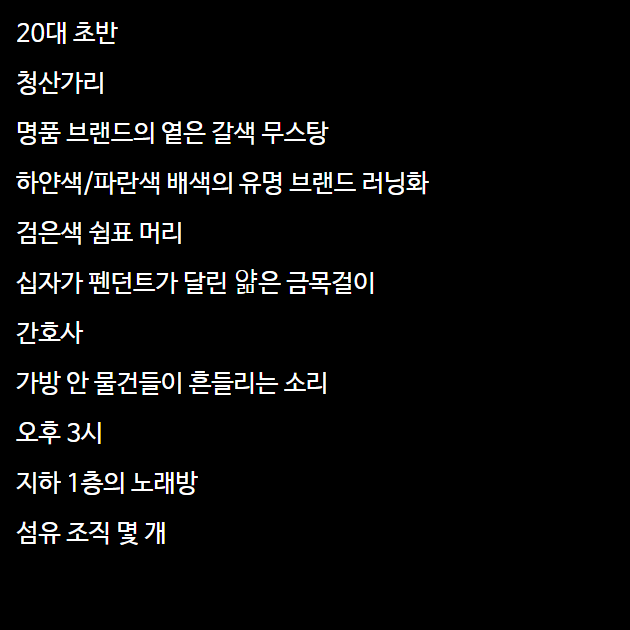 20대 초반
청산가리
명품 브랜드의 옅은 갈색 무스탕
하얀색/파란색 배색의 유명 브랜드 러닝화
검은색 쉼표 머리
십자가 펜던트가 달린 얇은 금목걸이
간호사
가방 안 물건들이 흔들리는 소리
오후 3시
지하 1층의 노래방
섬유 조직 몇 개